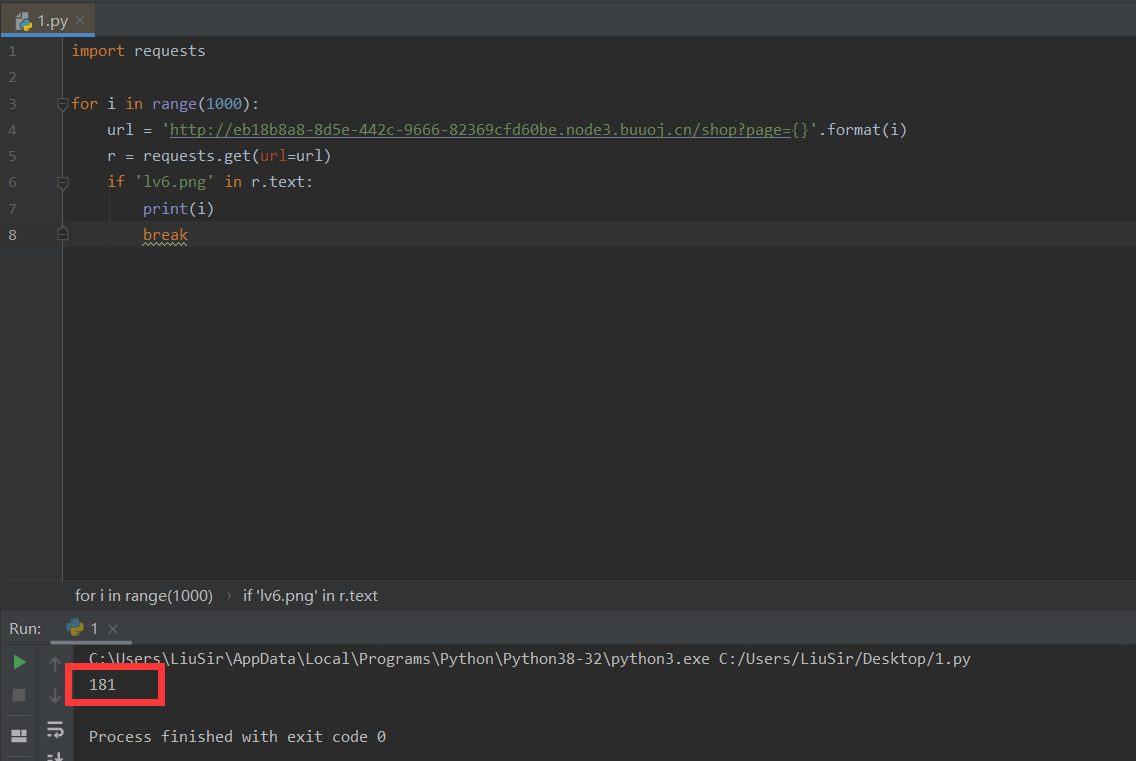 1.py
1 import requests
2
3 for i in range(1000):
4 url = 'http://eb18b8a8-8d5e-442c-9666-82369cfd60be.node3.buuoj.cn/shop?page={}'.format(i)
5 r = requests.get(url=url)
6 if 'lv6.png' in r.text:
7 print(i)
8 break
for i in range(1000) › if 'lv6.png' in r.text
Run: 1
C:\Users\LiuSir\AppData\Local\Programs\Python\Python38-32\python3.exe C:/Users/LiuSir/Desktop/1.py
181
Process finished with exit code 0